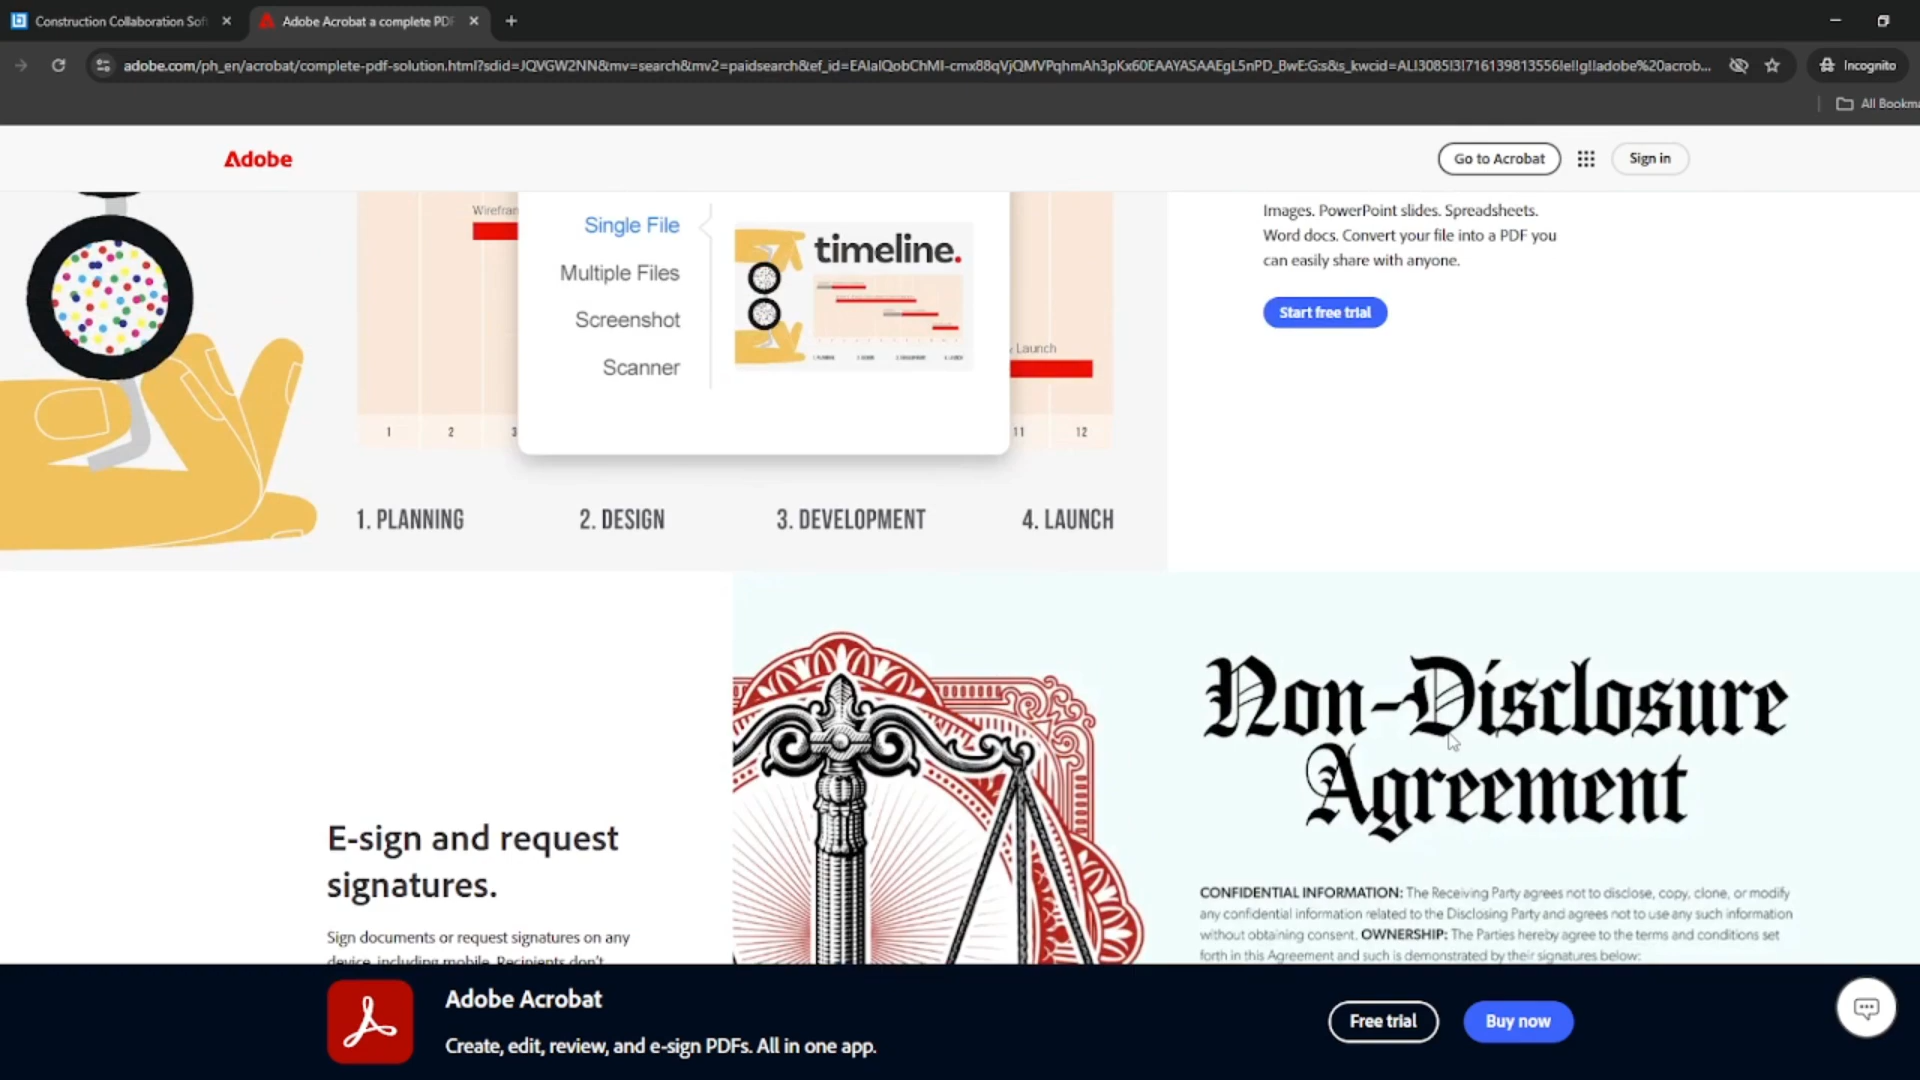 Construction Collaboration Sof
Adobe Acrobat a complete PDF
adobe.com/ph_en/acrobat/complete-pdf-solution.html?sdid=JQVGW2NN&mv=search&mv2=paidsearch&ef_id=EAIaIQobChMI-cmx88qVjQMVPqhmAh3pKx60EAAYASAAEgL5nPD_BwE:G:s&s_kwcid=AL!3085!3!716139813556!e!!g!!adobe%20acrob...
Incognito
All Bookma
Adobe
Go to Acrobat
Sign in
Wirefran
Single File
Multiple Files
Screenshot
Scanner
timeline.
Launch
1 2 3 11 12
1. PLANNING 2. DESIGN 3. DEVELOPMENT 4. LAUNCH
Images. PowerPoint slides. Spreadsheets.
Word docs. Convert your file into a PDF you
can easily share with anyone.
Start free trial
E-sign and request
signatures.
Sign documents or request signatures on any
device, including mobile. Recipients don't
Non-Disclosure
Agreement
CONFIDENTIAL INFORMATION: The Receiving Party agrees not to disclose, copy, clone, or modify
any confidential information related to the Disclosing Party and agrees not to use any such information
without obtaining consent. OWNERSHIP: The Parties hereby agree to the terms and conditions set
forth in this Agreement and such is demonstrated by their signatures below:
Adobe Acrobat
Create, edit, review, and e-sign PDFs. All in one app.
Free trial
Buy now